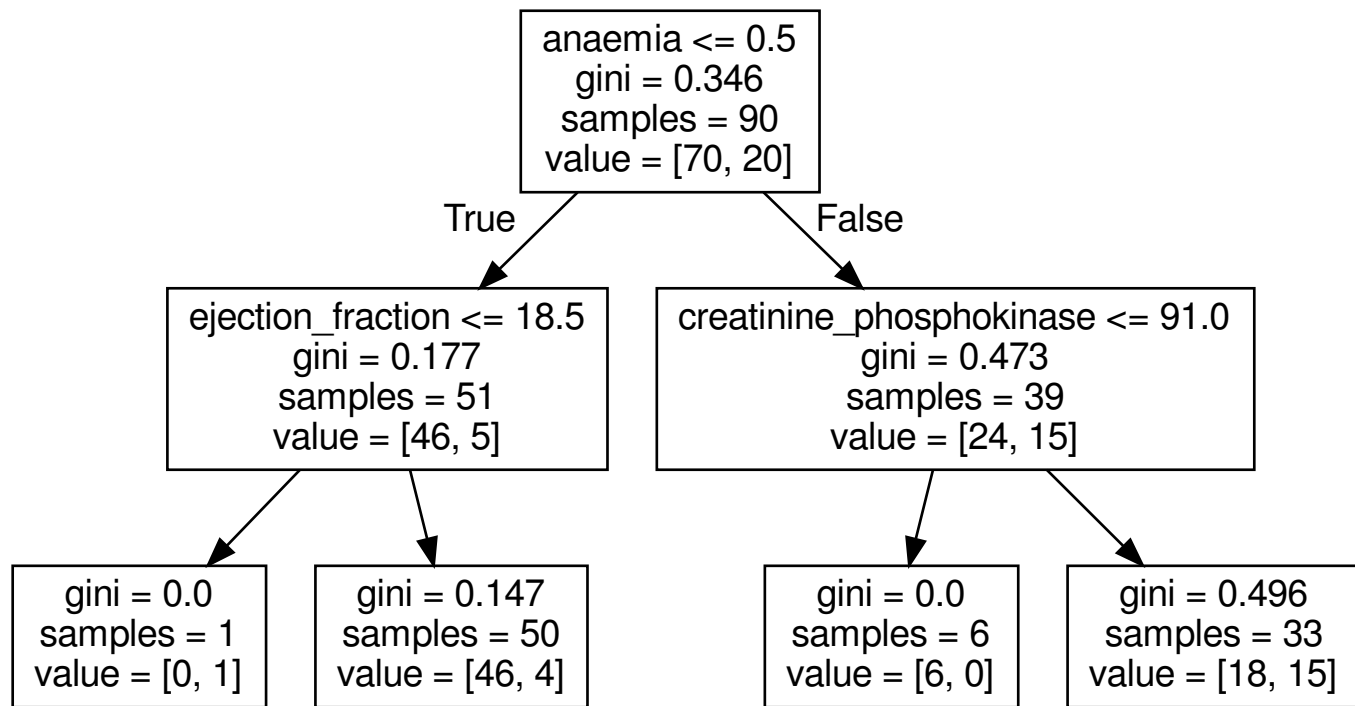 anaemia <= 0.5
gini = 0.346
samples = 90
value = [70, 20]
True
False
ejection_fraction <= 18.5
gini = 0.177
samples = 51
value = [46, 5]
creatinine_phosphokinase <= 91.0
gini = 0.473
samples = 39
value = [24, 15]
gini = 0.0
samples = 1
value = [0, 1]
gini = 0.147
samples = 50
value = [46, 4]
gini = 0.0
samples = 6
value = [6, 0]
gini = 0.496
samples = 33
value = [18, 15]